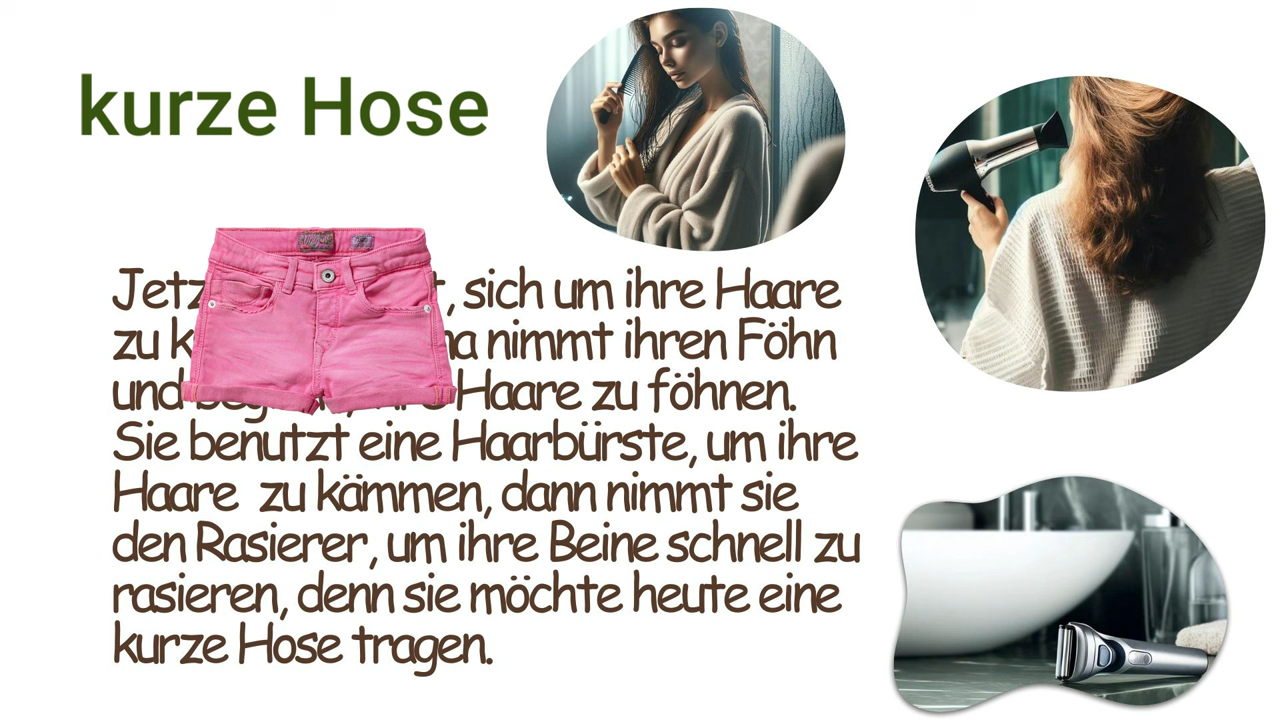 kurze Hose
sich um ihre Haare
zu nimmt ihren Föhn
und Haare zu föhnen.
Sie benutzt eine Haarbürste, um ihre
Haare zu kämmen, dann nimmt sie
den Rasierer, um ihre Beine schnell zu
rasieren, denn sie möchte heute eine
kurze Hose tragen.